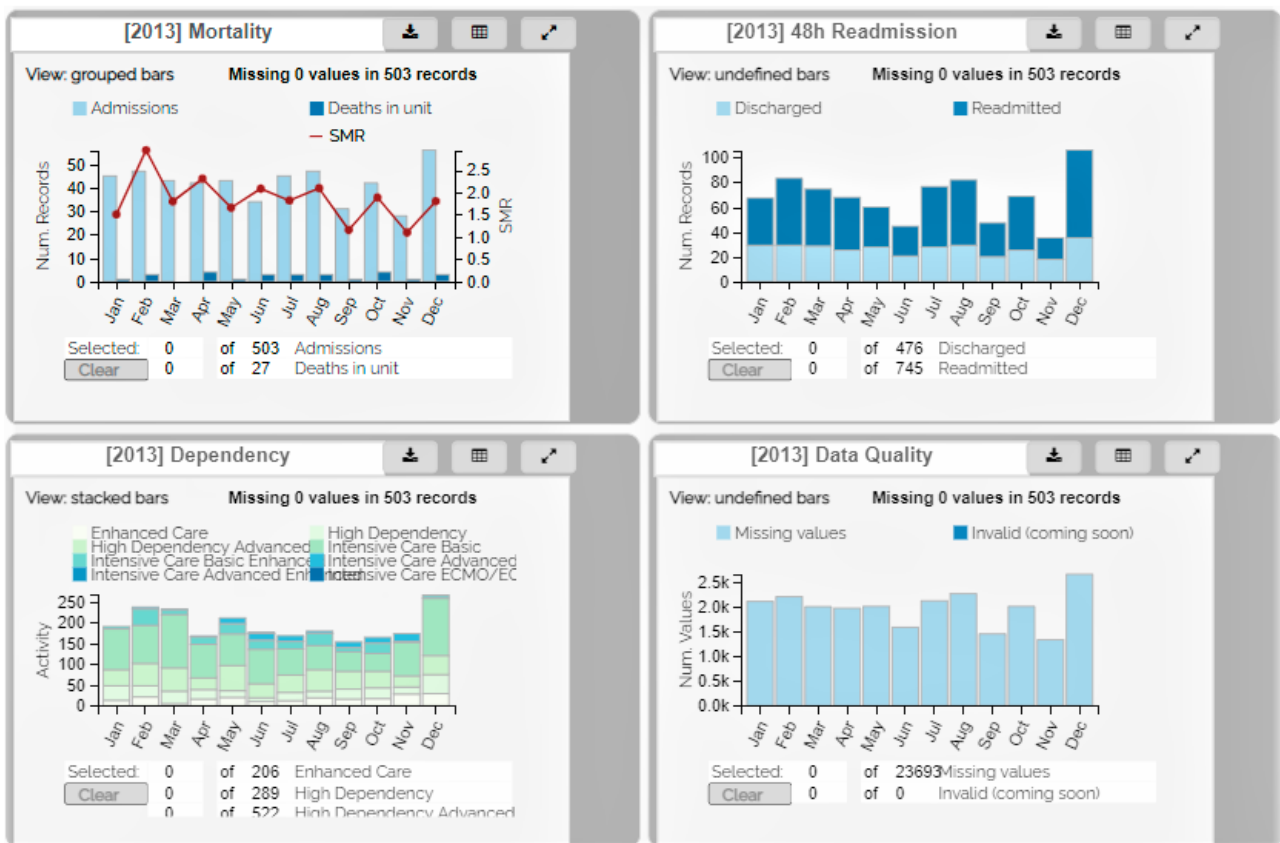 [2013] Mortality
View: grouped bars Missing 0 values in 503 records
Admissions Deaths in unit
SMR
Num. Records
50
40
30
20
10
0
2.5
2.0
1.5
1.0
0.5
0.0
SMR
Jan Feb Mar Apr May Jun Jul Aug Sep Oct Nov Dec
Selected: 0 of 503 Admissions
Clear 0 of 27 Deaths in unit
[2013] 48h Readmission
View: undefined bars Missing 0 values in 503 records
Discharged Readmitted
Num. Records
100
80
60
40
20
0
Jan Feb Mar Apr May Jun Jul Aug Sep Oct Nov Dec
Selected: 0 of 476 Discharged
Clear 0 of 745 Readmitted
[2013] Dependency
View: stacked bars Missing 0 values in 503 records
Enhanced Care High Dependency
High Dependency Advanced Intensive Care Basic
Intensive Care Basic Enhance Intensive Care Advanced
Intensive Care Advanced Intensive Care ECMO/EC
Activity
250
200
150
100
50
0
Jan Feb Mar Apr May Jun Jul Aug Sep Oct Nov Dec
Selected: 0 of 206 Enhanced Care
Clear 0 of 289 High Dependency
0 of 522 High Dependency Advanced
[2013] Data Quality
View: undefined bars Missing 0 values in 503 records
Missing values Invalid (coming soon)
Num. Values
2.5k
2.0k
1.5k
1.0k
0.5k
0.0k
Jan Feb Mar Apr May Jun Jul Aug Sep Oct Nov Dec
Selected: 0 of 23693 Missing values
Clear 0 of 0 Invalid (coming soon)